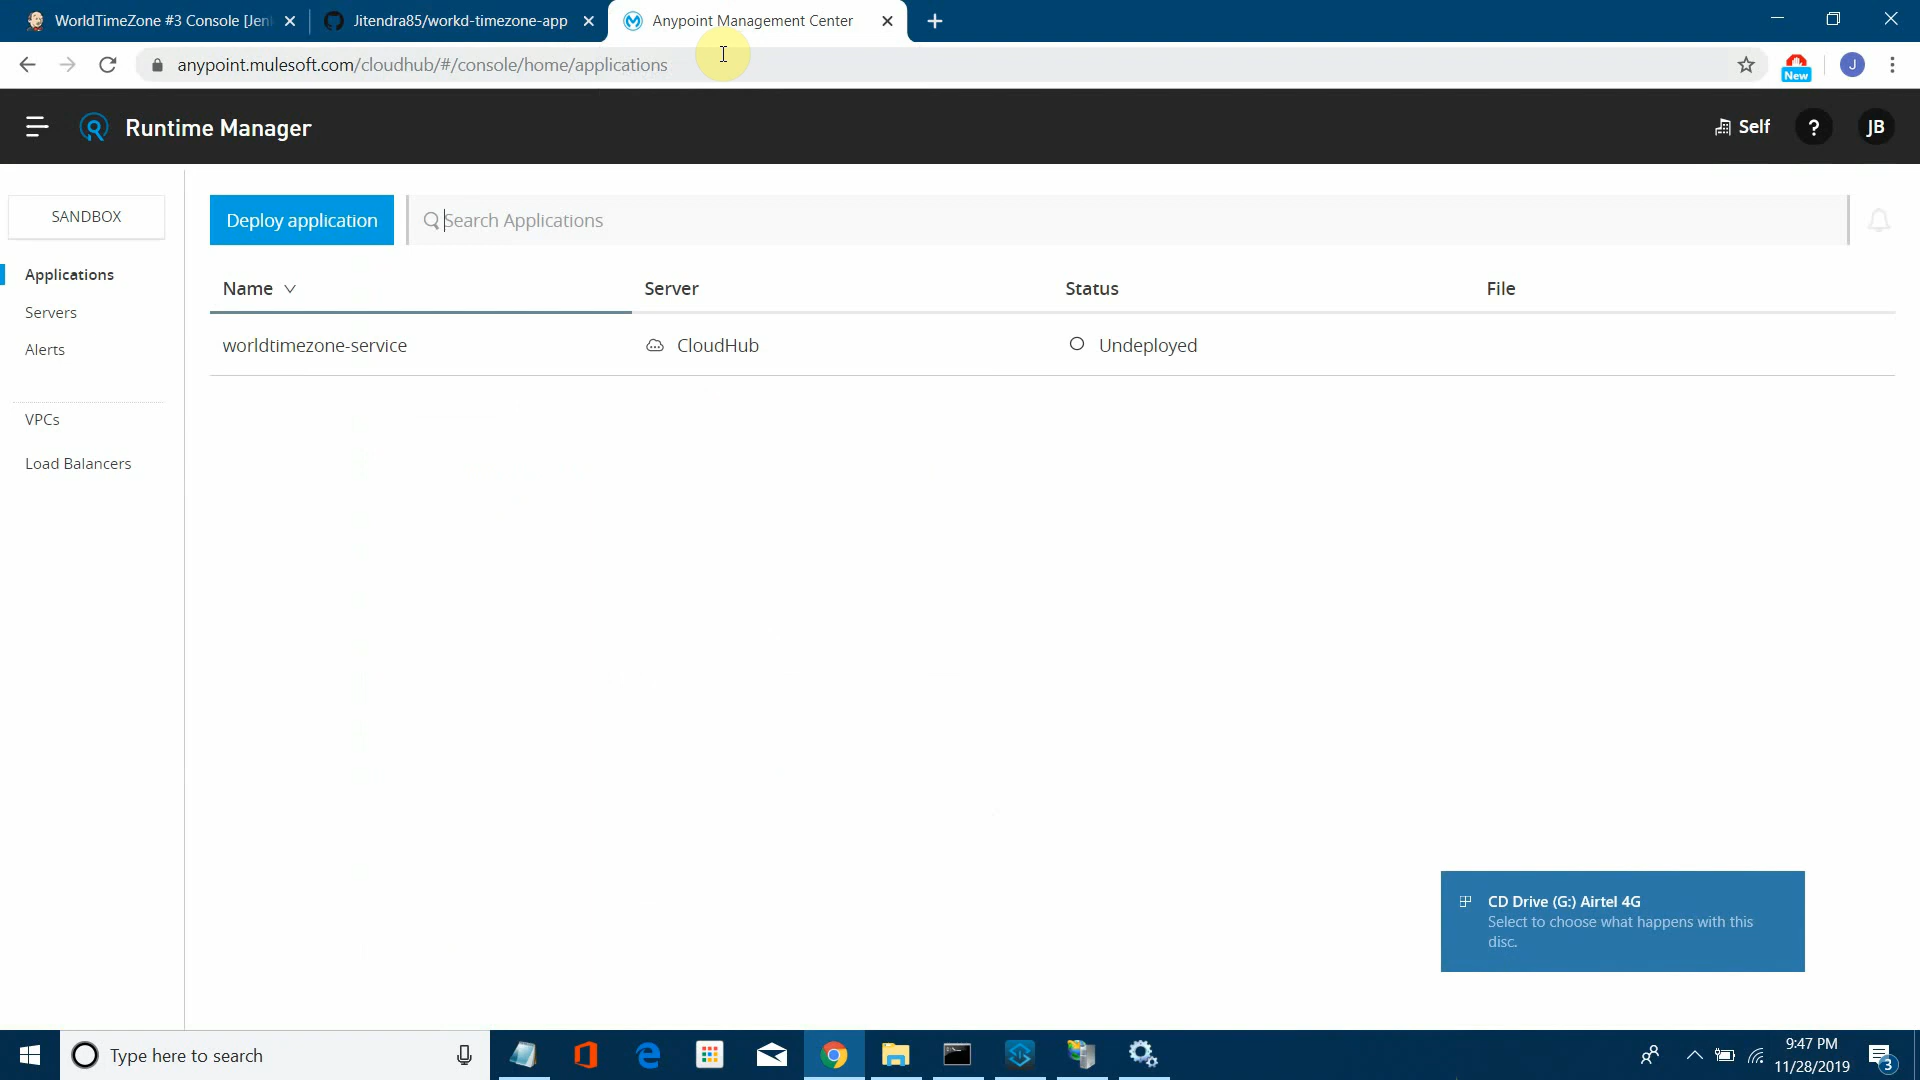 WorldTimeZone #3 Console [Jen
Jitendra85/workd-timezone-app
Anypoint Management Center
anypoint.mulesoft.com/cloudhub/#/console/home/applications
New
J
Runtime Manager
Self
?
JB
SANDBOX
Deploy application
Search Applications
Applications
Servers
Alerts
VPCs
Load Balancers
Name
Server
Status
File
worldtimezone-service
CloudHub
Undeployed
CD Drive (G:) Airtel 4G
Select to choose what happens with this
disc.
Type here to search
9:47 PM
11/28/2019
3